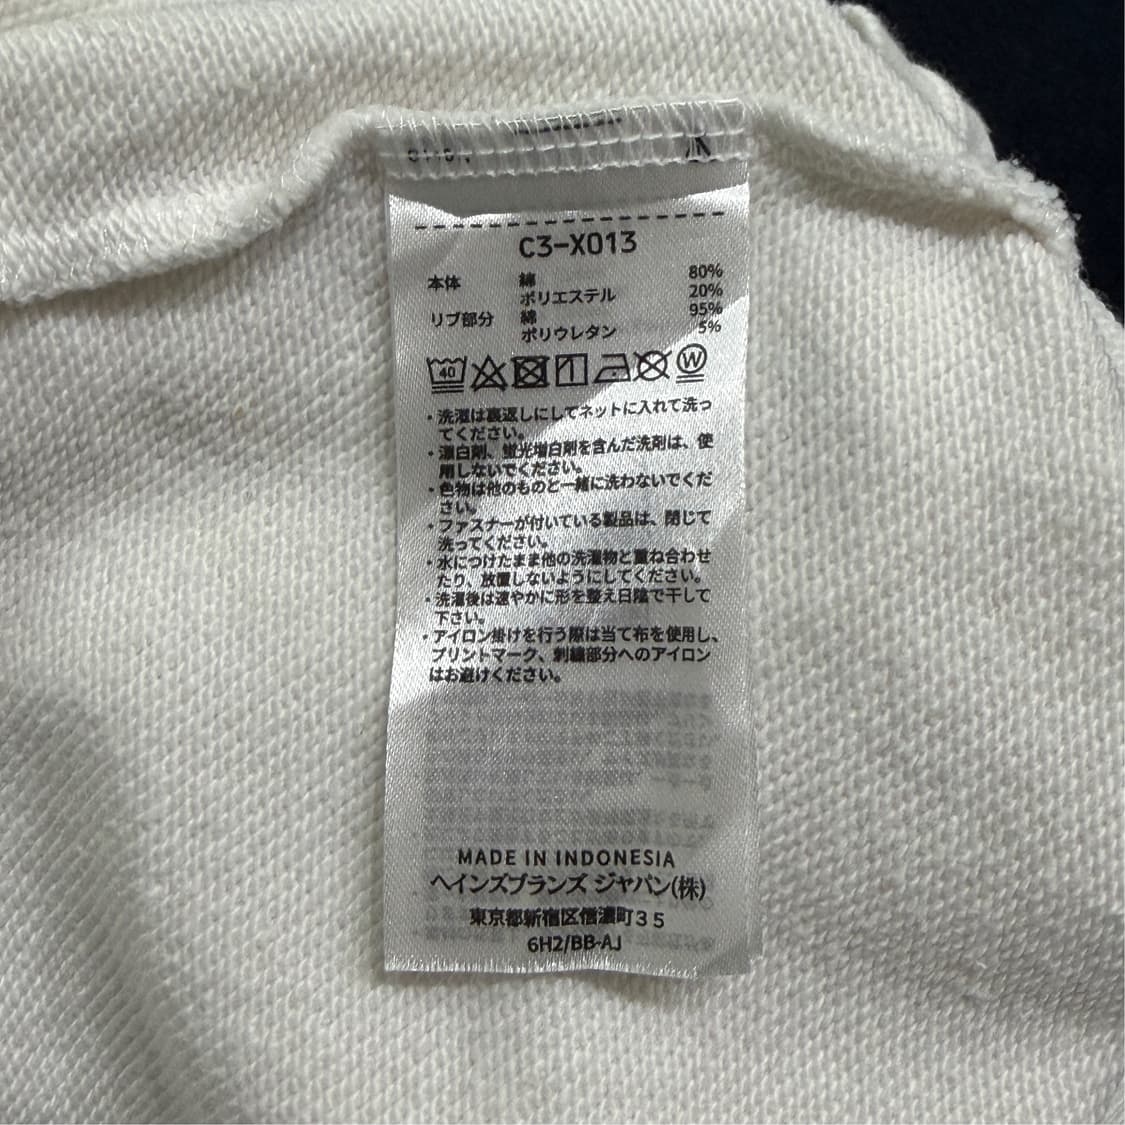 C3-X013
本体 綿 80%
ポリエステル 20%
リブ部分 綿 95%
ポリウレタン 5%
40 W
・洗濯は裏返しにしてネットに入れて洗っ
てください。
・漂白剤、蛍光増白剤を含んだ洗剤は、使
用しないでください。
・色物は他のものと一緒に洗わないでくだ
さい。
・ファスナーが付いている製品は、閉じて
洗ってください。
・水につけたまま他の洗濯物と重ね合わせ
たり、放置しないようにしてください。
・洗濯後は速やかに形を整え日陰で干して
下さい。
・アイロン掛けを行う際は当て布を使用し、
プリントマーク、刺繍部分へのアイロン
はお避けください。
MADE IN INDONESIA
ヘインズブランズ ジャパン(株)
東京都新宿区信濃町35
6H2/BB-AJ